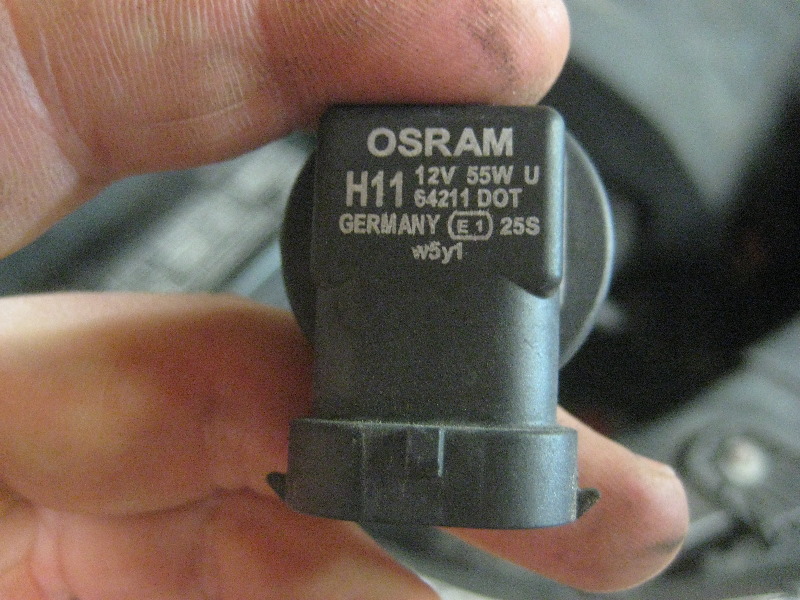 OSRAM
H11 12V 55W U
64211 DOT
GERMANY E1 25S
w5y1